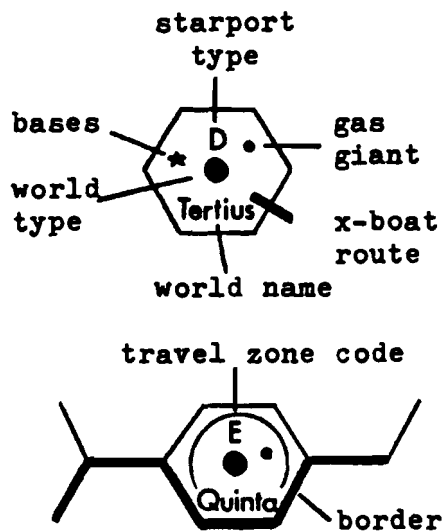 starport
type
bases
D
gas
giant
world
type
Tertius
x-boat
route
world name
travel zone code
E
Quinta
border